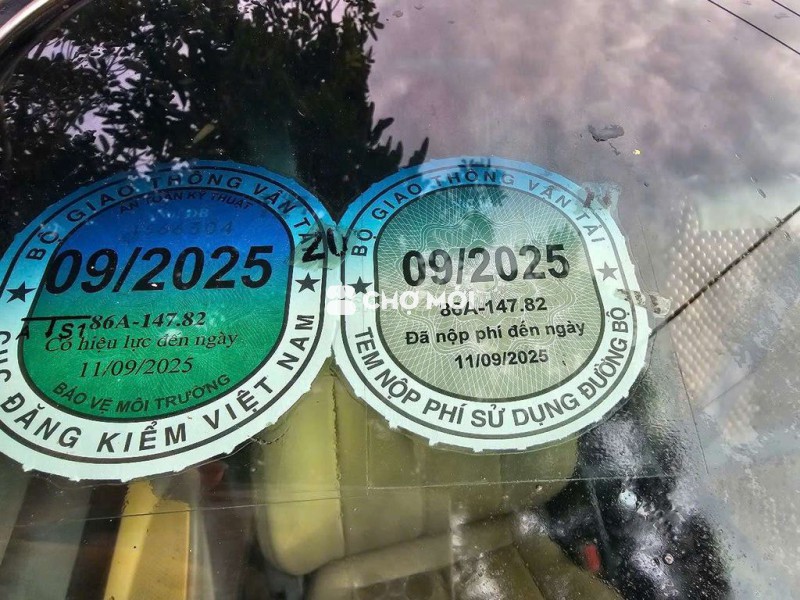 BỘ GIAO THÔNG VẬN TẢI
AN TOÀN KỸ THUẬT
09/2025
86A-147.82
Có hiệu lực đến ngày
11/09/2025
BẢO VỆ MÔI TRƯỜNG
ĐĂNG KIỂM VIỆT NAM
BỘ GIAO THÔNG VẬN TẢI
09/2025
CHỢ MỚI
86A-147.82
Đã nộp phí đến ngày
11/09/2025
TEM NỘP PHÍ SỬ DỤNG ĐƯỜNG BỘ